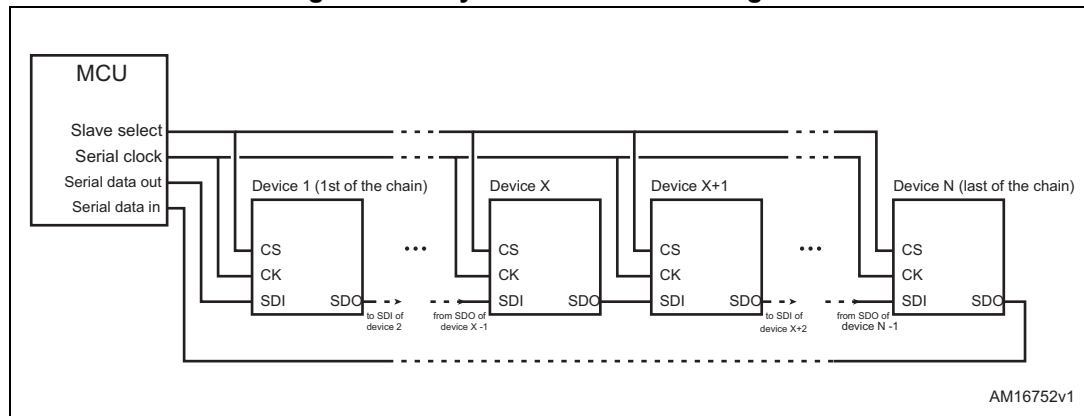 MCU
Slave select
Serial clock
Serial data out
Serial data in
Device 1 (1st of the chain)
Device X
Device X+1
Device N (last of the chain)
CS
CK
SDI
SDO
to SDI of
device 2
...
from SDO of
device X -1
CS
CK
SDI
SDO
CS
CK
SDI
SDO
to SDI of
device X+2
...
from SDO of
device N -1
CS
CK
SDI
SDO
AM16752v1